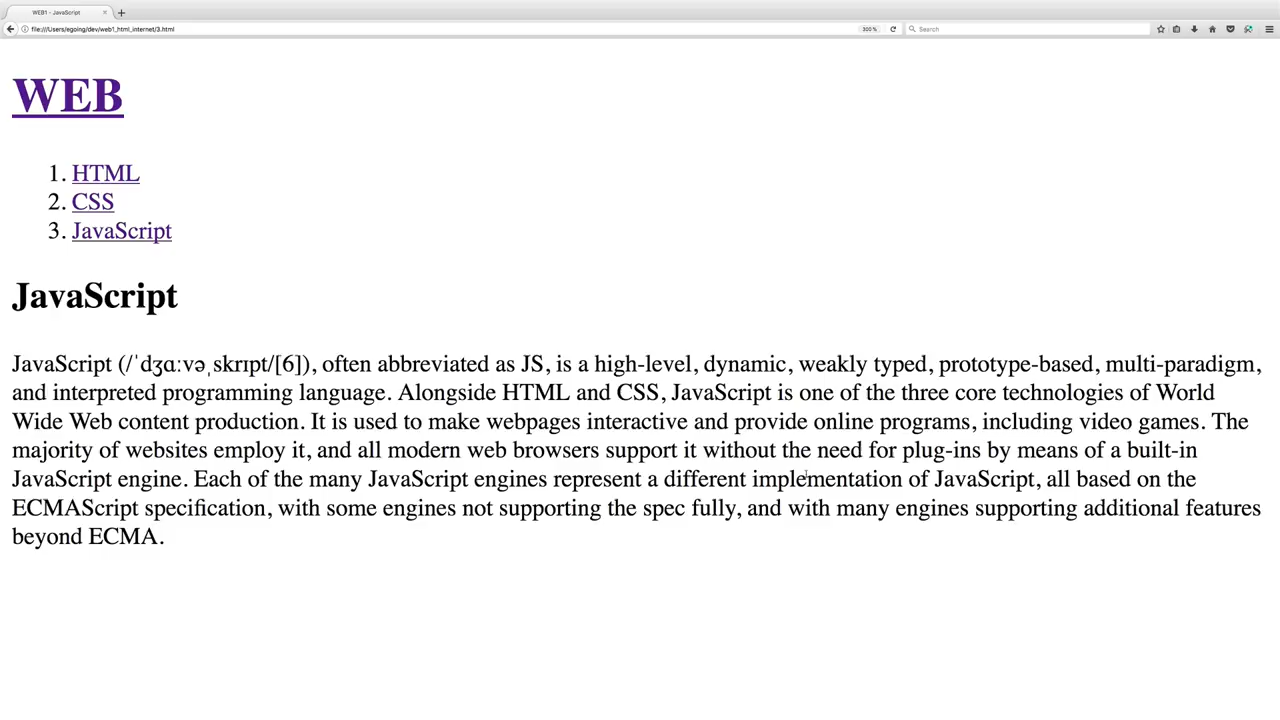 WEB1 - JavaScript
file:///Users/egoing/dev/web1_html_internet/3.html
300%
Search
WEB
1. HTML
2. CSS
3. JavaScript
JavaScript
JavaScript (/ˈdʒɑːvəˌskrɪpt/[6]), often abbreviated as JS, is a high-level, dynamic, weakly typed, prototype-based, multi-paradigm,
and interpreted programming language. Alongside HTML and CSS, JavaScript is one of the three core technologies of World
Wide Web content production. It is used to make webpages interactive and provide online programs, including video games. The
majority of websites employ it, and all modern web browsers support it without the need for plug-ins by means of a built-in
JavaScript engine. Each of the many JavaScript engines represent a different implementation of JavaScript, all based on the
ECMAScript specification, with some engines not supporting the spec fully, and with many engines supporting additional features
beyond ECMA.